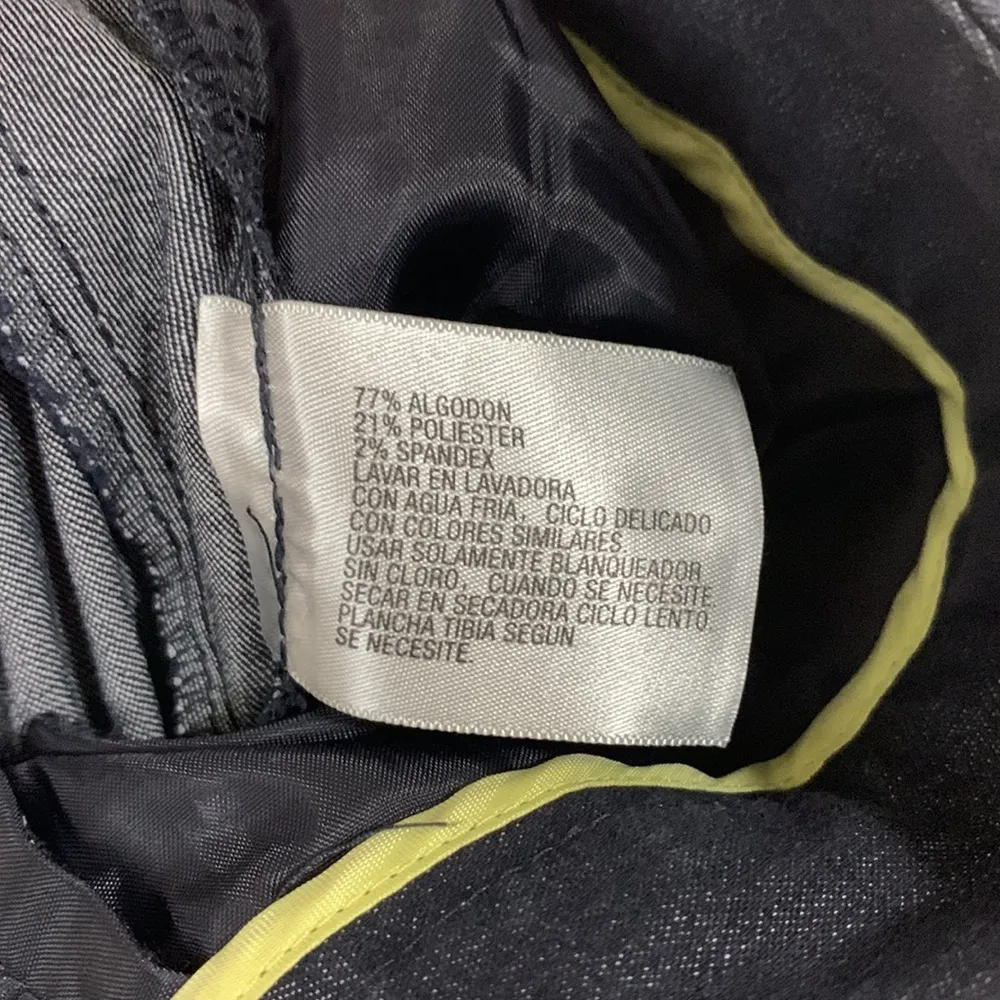 77% ALGODON
21% POLIESTER
2% SPANDEX
LAVAR EN LAVADORA
CON AGUA FRIA, CICLO DELICADO
CON COLORES SIMILARES.
USAR SOLAMENTE BLANQUEADOR
SIN CLORO, CUANDO SE NECESITE.
SECAR EN SECADORA CICLO LENTO.
PLANCHA TIBIA SEGUN
SE NECESITE.